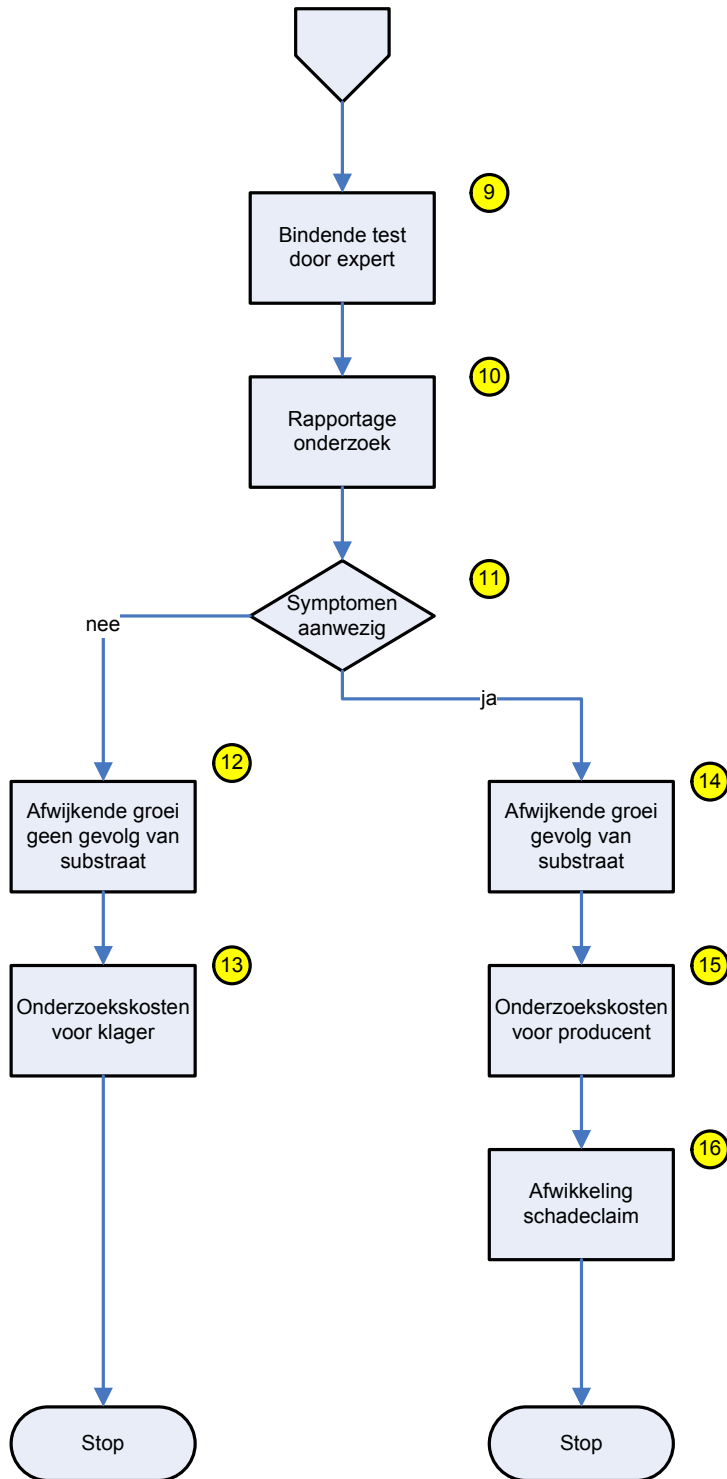 9
Bindende test
door expert
10
Rapportage
onderzoek
11
Symptomen
aanwezig
nee
ja
12
Afwijkende groei
geen gevolg van
substraat
14
Afwijkende groei
gevolg van
substraat
13
Onderzoekskosten
voor klager
15
Onderzoekskosten
voor producent
16
Afwikkeling
schadeclaim
Stop
Stop